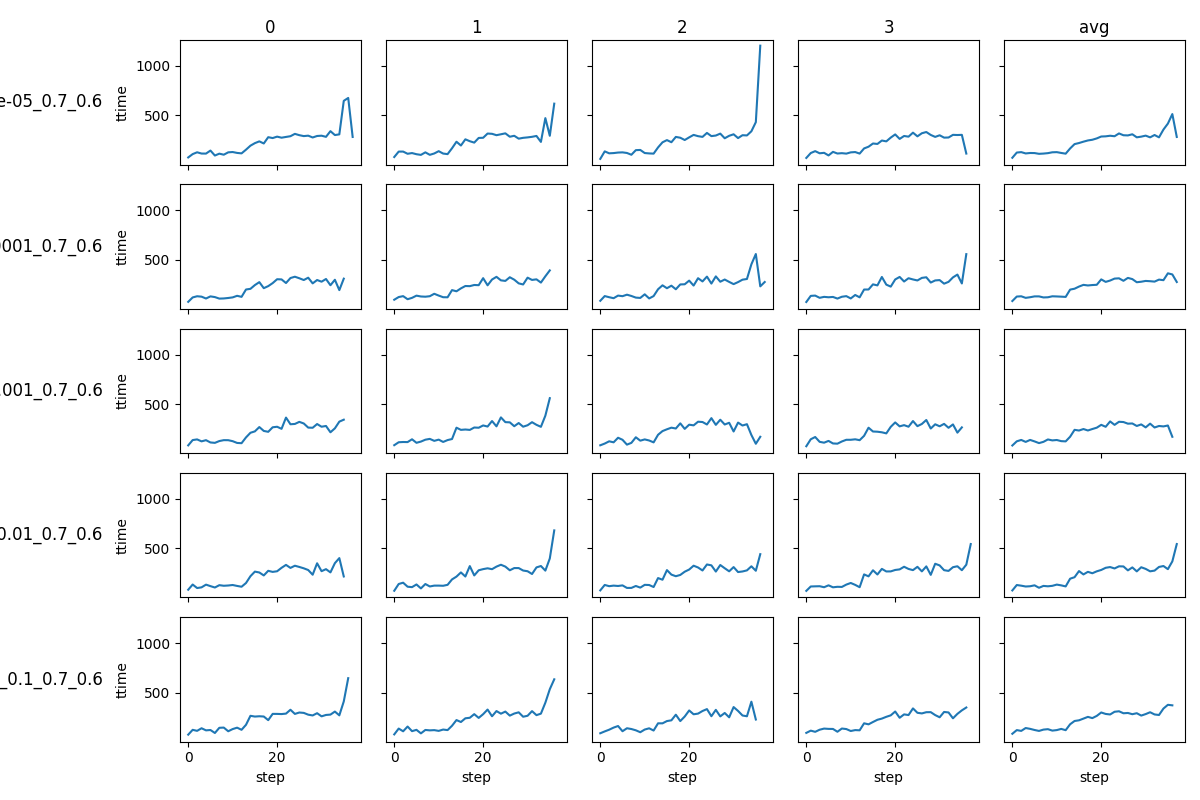 0 1 2 3 avg
e-05_0.7_0.6 ttime 1000 500
001_0.7_0.6 ttime 1000 500
001_0.7_0.6 ttime 1000 500
0.01_0.7_0.6 ttime 1000 500
_0.1_0.7_0.6 ttime 1000 500
0 20 0 20 0 20 0 20 0 20
step step step step step